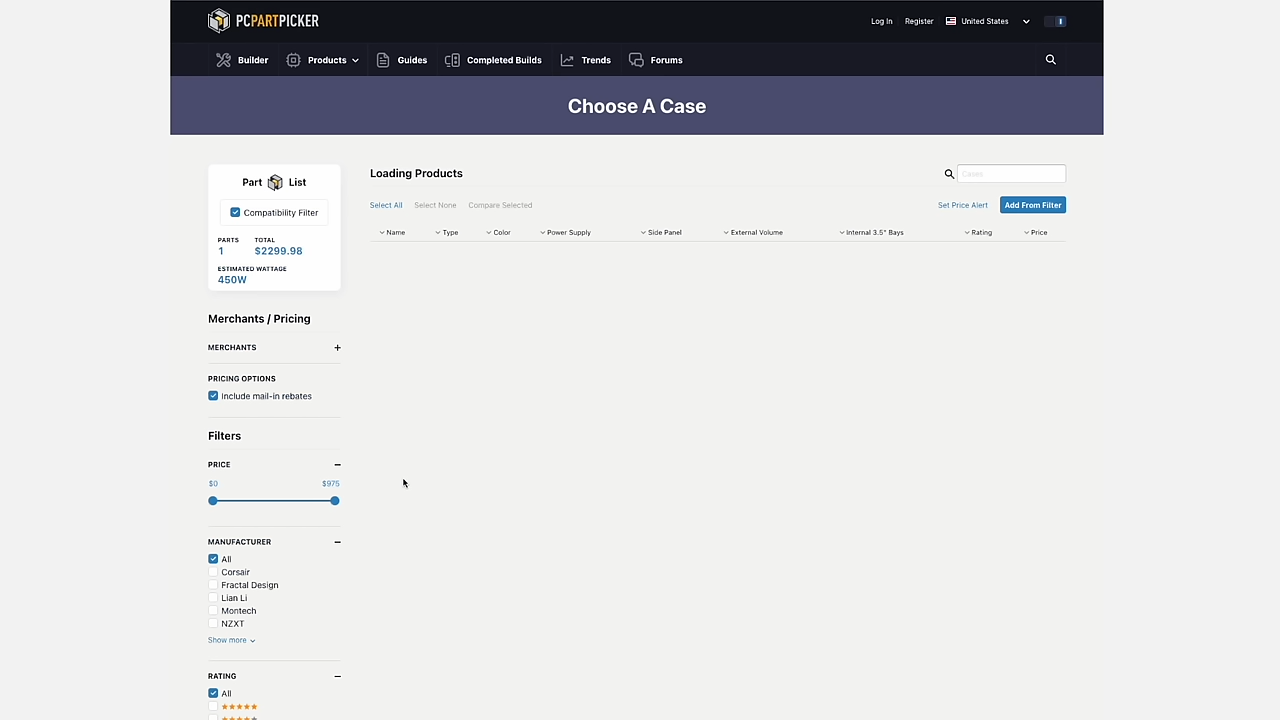 PCPARTPICKER
Log In Register United States
Builder Products Guides Completed Builds Trends Forums
Choose A Case
Part List
Compatibility Filter
PARTS TOTAL
1 $2299.98
ESTIMATED WATTAGE
450W
Merchants / Pricing
MERCHANTS
PRICING OPTIONS
Include mail-in rebates
Filters
PRICE
$0 $975
MANUFACTURER
All
Corsair
Fractal Design
Lian Li
Montech
NZXT
Show more
RATING
All
Loading Products
Cases
Select All Select None Compare Selected Set Price Alert Add From Filter
Name Type Color Power Supply Side Panel External Volume Internal 3.5" Bays Rating Price